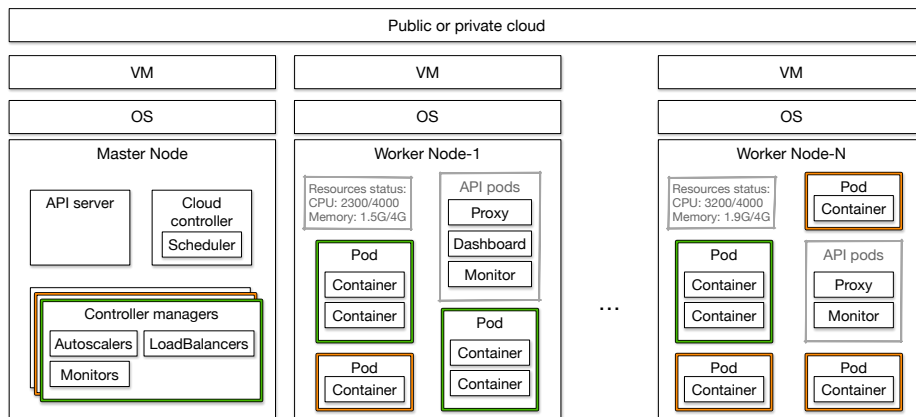 Public or private cloud
VM
OS
Master Node
API server
Cloud
controller
Scheduler
Controller managers
Autoscalers
LoadBalancers
Monitors
VM
OS
Worker Node-1
Resources status:
CPU: 2300/4000
Memory: 1.5G/4G
API pods
Proxy
Dashboard
Monitor
Pod
Container
Container
Pod
Container
Container
Pod
Container
...
VM
OS
Worker Node-N
Resources status:
CPU: 3200/4000
Memory: 1.9G/4G
Pod
Container
Pod
Container
Container
API pods
Proxy
Monitor
Pod
Container
Pod
Container